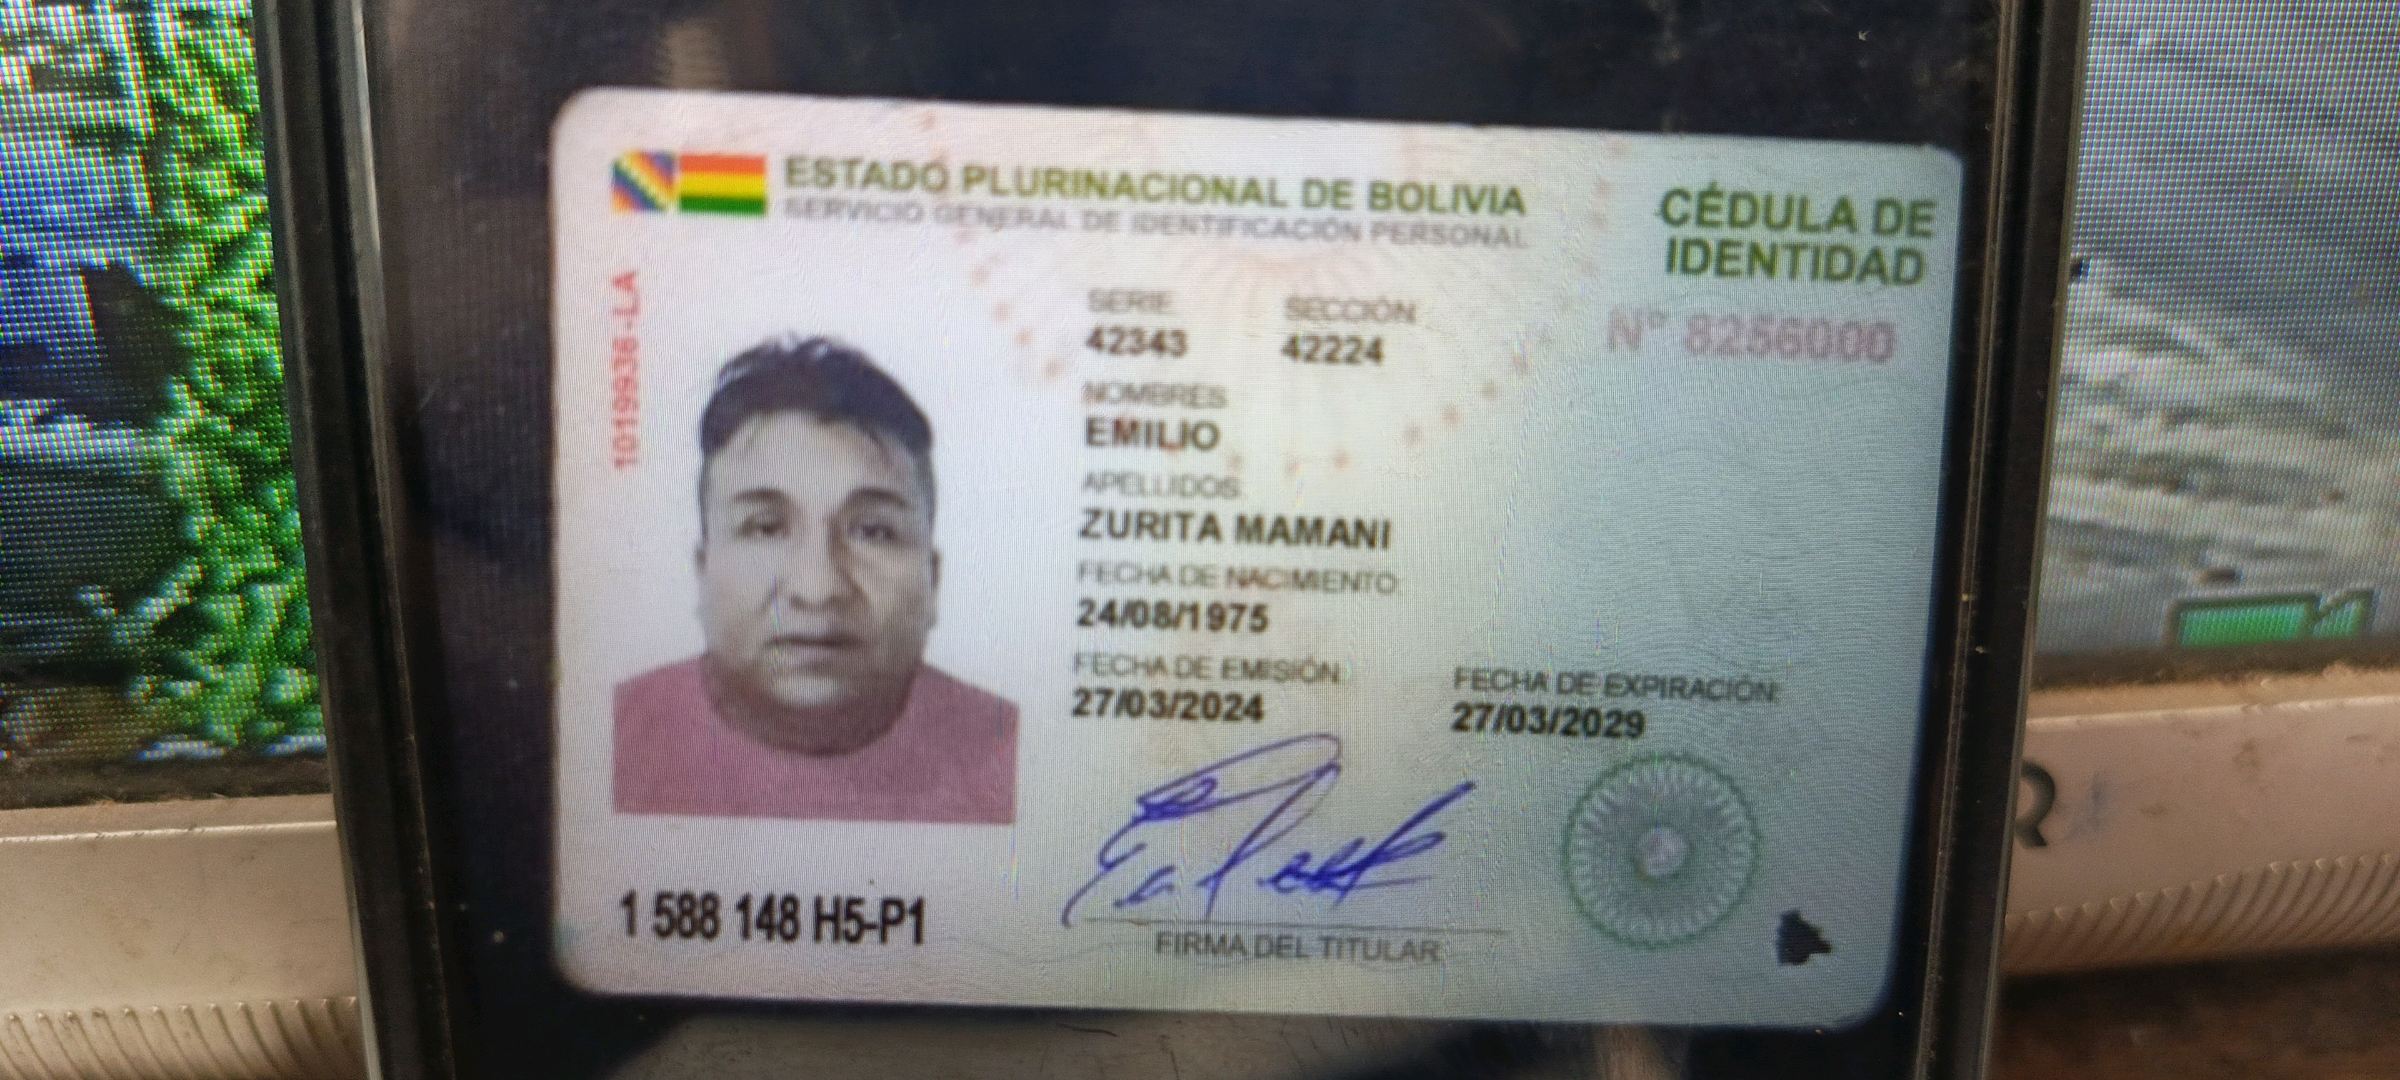 ESTADO PLURINACIONAL DE BOLIVIA
SERVICIO GENERAL DE IDENTIFICACIÓN PERSONAL
CÉDULA DE
IDENTIDAD
Nº 8256000
1019936-LA
SERIE SECCIÓN
42343 42224
NOMBRES
EMILIO
APELLIDOS
ZURITA MAMANI
FECHA DE NACIMIENTO
24/08/1975
FECHA DE EMISIÓN FECHA DE EXPIRACIÓN
27/03/2024 27/03/2029
1 588 148 H5-P1
FIRMA DEL TITULAR